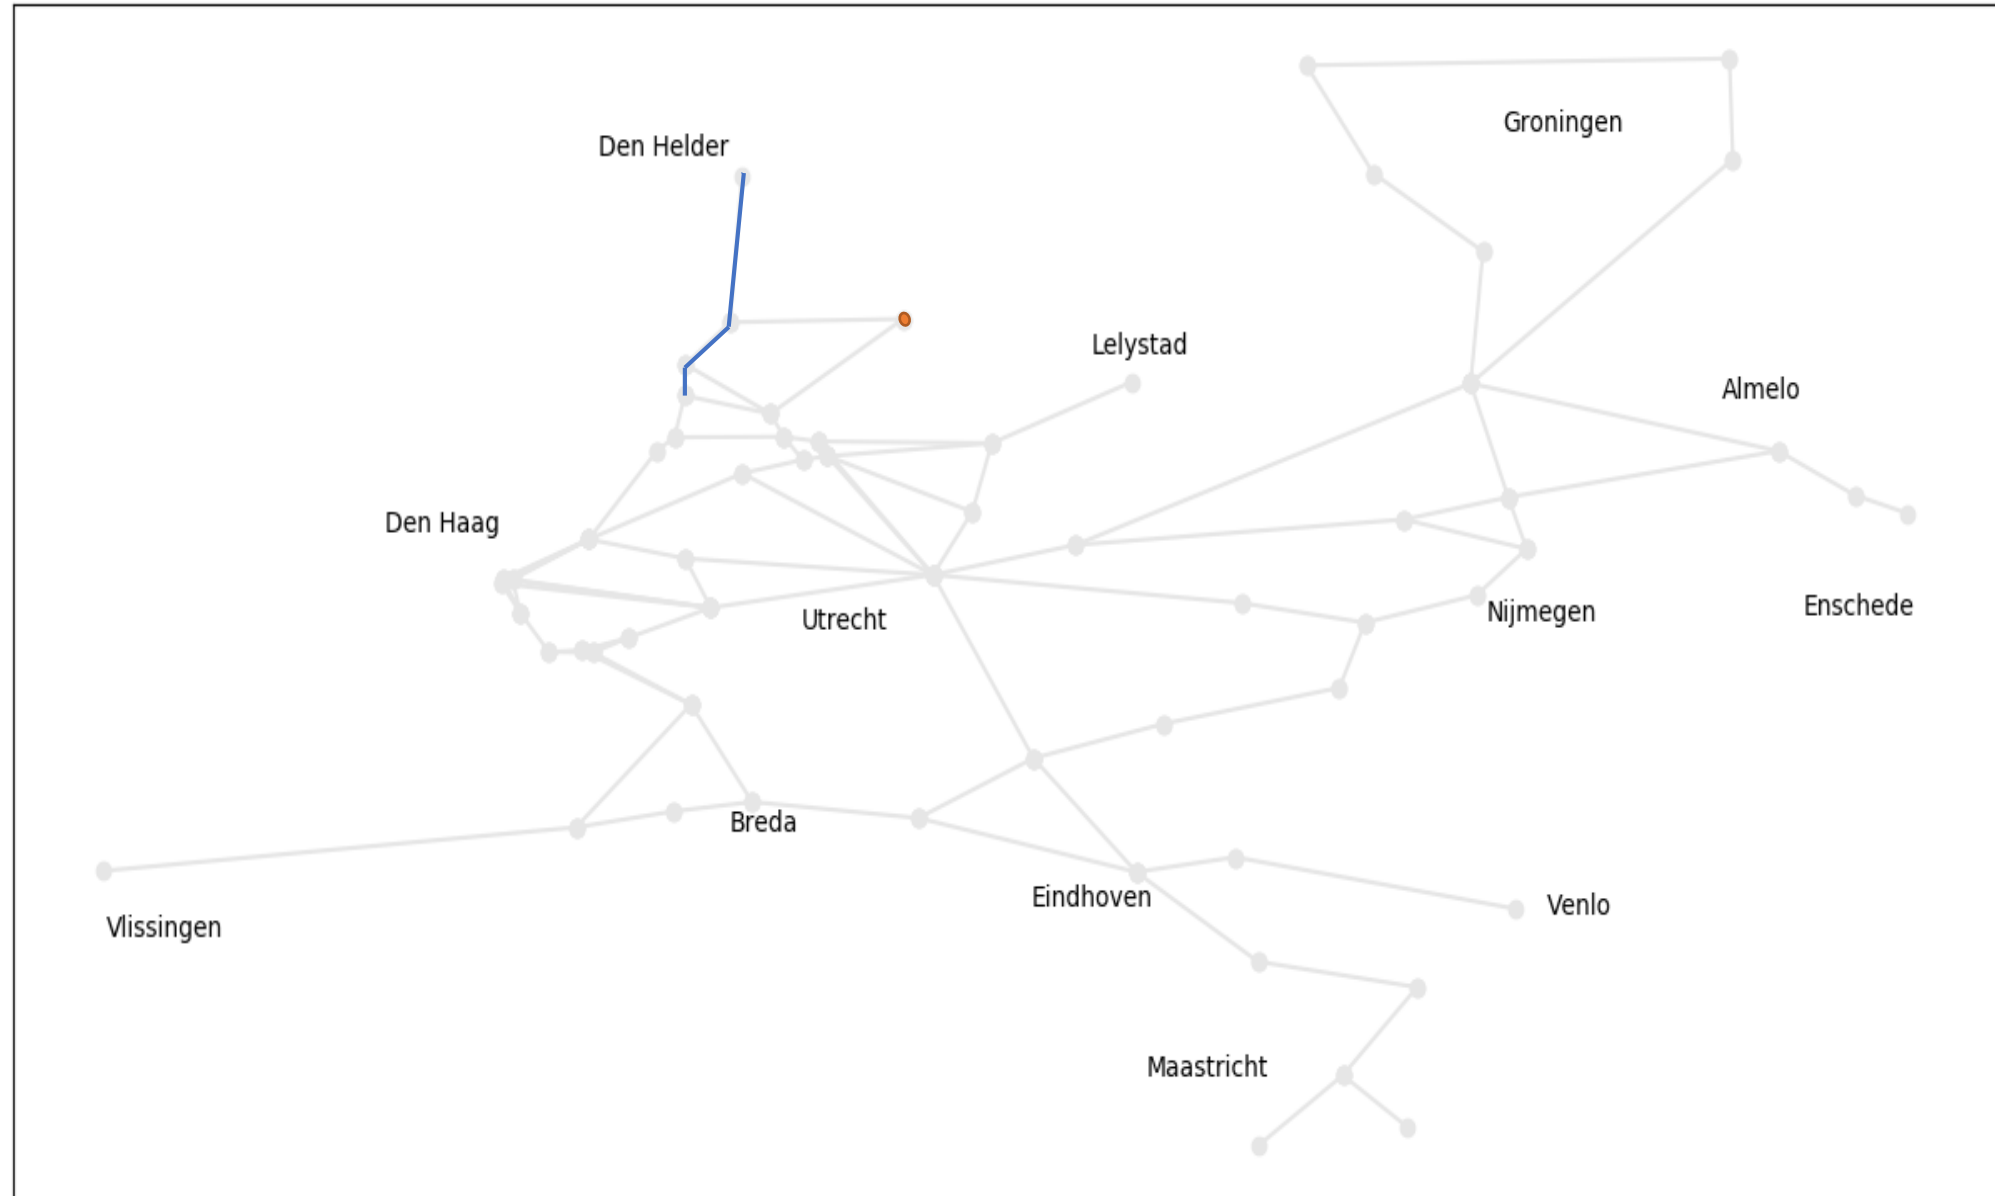 Groningen
Den Helder
Lelystad
Almelo
Den Haag
Utrecht
Nijmegen
Enschede
Breda
Eindhoven
Venlo
Vlissingen
Maastricht